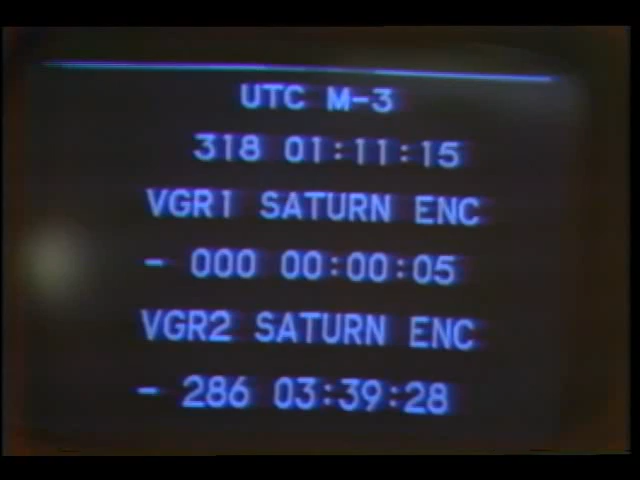 UTC M-3
318 01:11:15
VGR1 SATURN ENC
- 000 00:00:05
VGR2 SATURN ENC
- 286 03:39:28